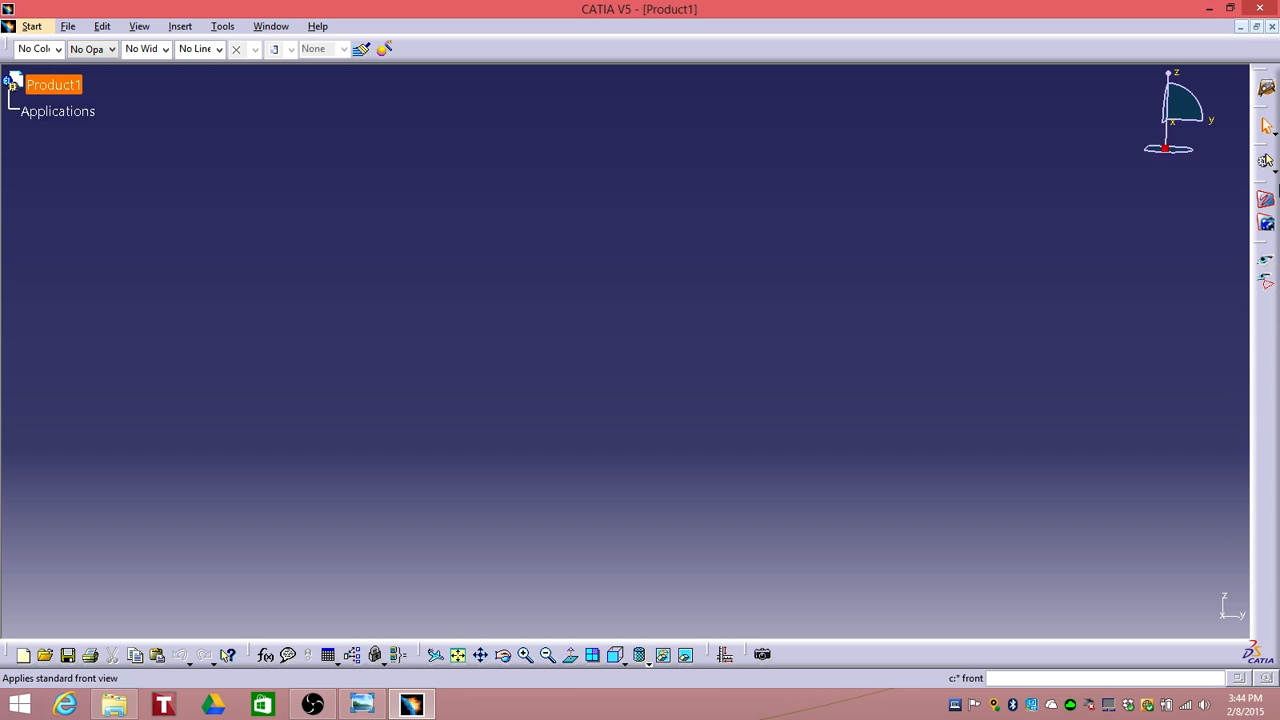 CATIA V5 - [Product1]
Start File Edit View Insert Tools Window Help
No Col No Opa No Wid No Line None
Product1
Applications
z
x y
z
x y
f(x)
CATIA
Applies standard front view c:* front
3:44 PM
2/8/2015